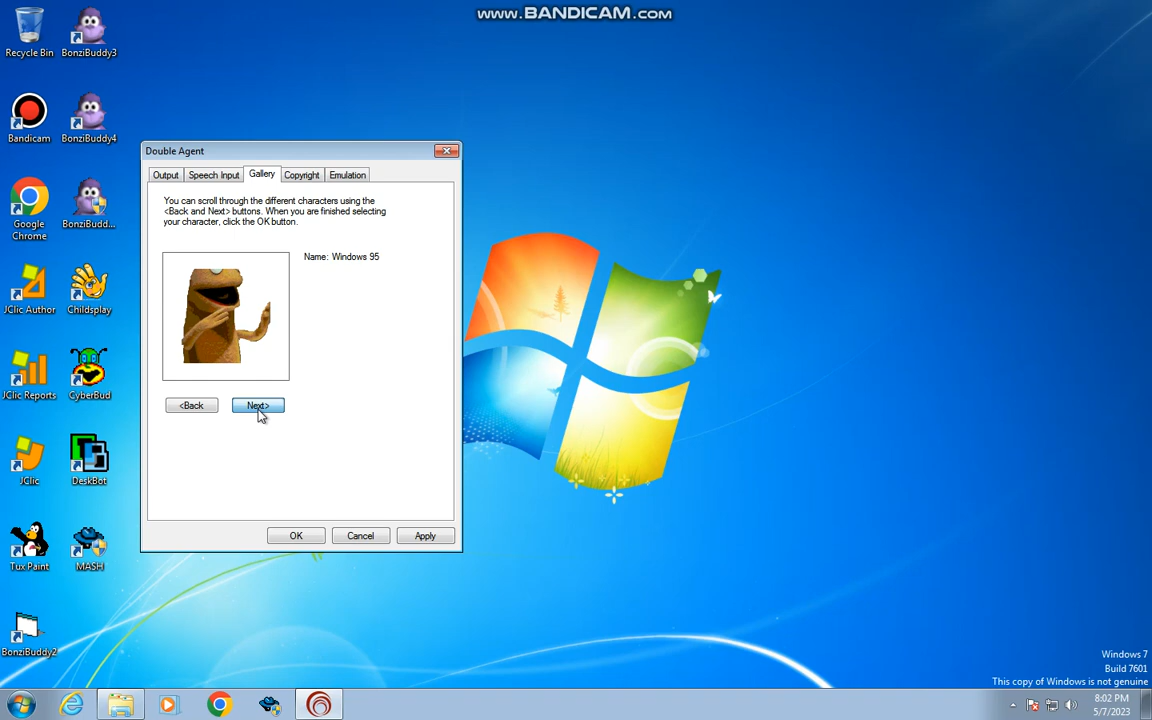 www.BANDICAM.com
Recycle Bin
BonziBuddy3
Bandicam
BonziBuddy4
Google
Chrome
BonziBudd...
JClic Author
Childsplay
JClic Reports
CyberBud
JClic
DeskBot
Tux Paint
MASH
BonziBuddy2
Double Agent
Output
Speech Input
Gallery
Copyright
Emulation
You can scroll through the different characters using the
<Back and Next> buttons. When you are finished selecting
your character, click the OK button.
Name: Windows 95
<Back
Next>
OK
Cancel
Apply
Windows 7
Build 7601
This copy of Windows is not genuine
8:02 PM
5/7/2023